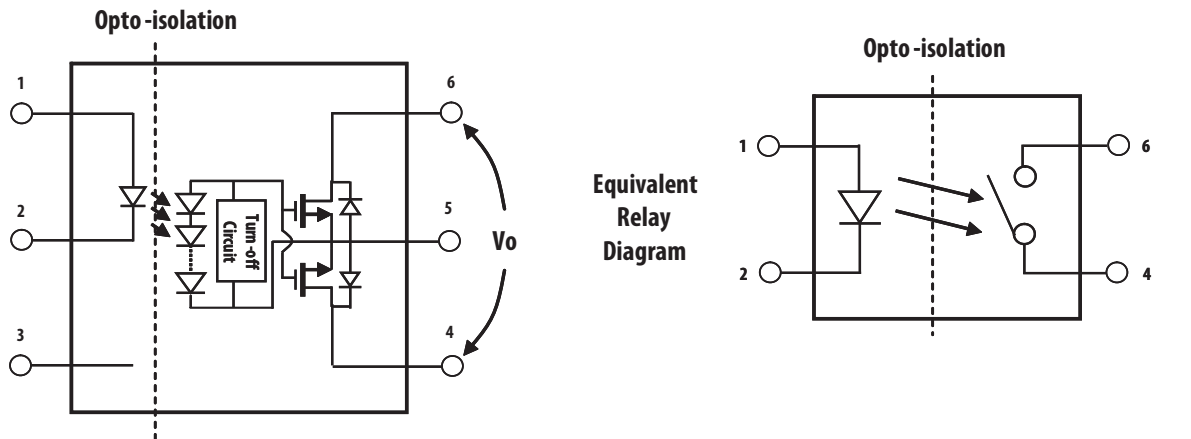 Opto -isolation
1
2
3
Turn-off
Circuit
6
5
4
Vo
Equivalent
Relay
Diagram
Opto -isolation
1
2
6
4